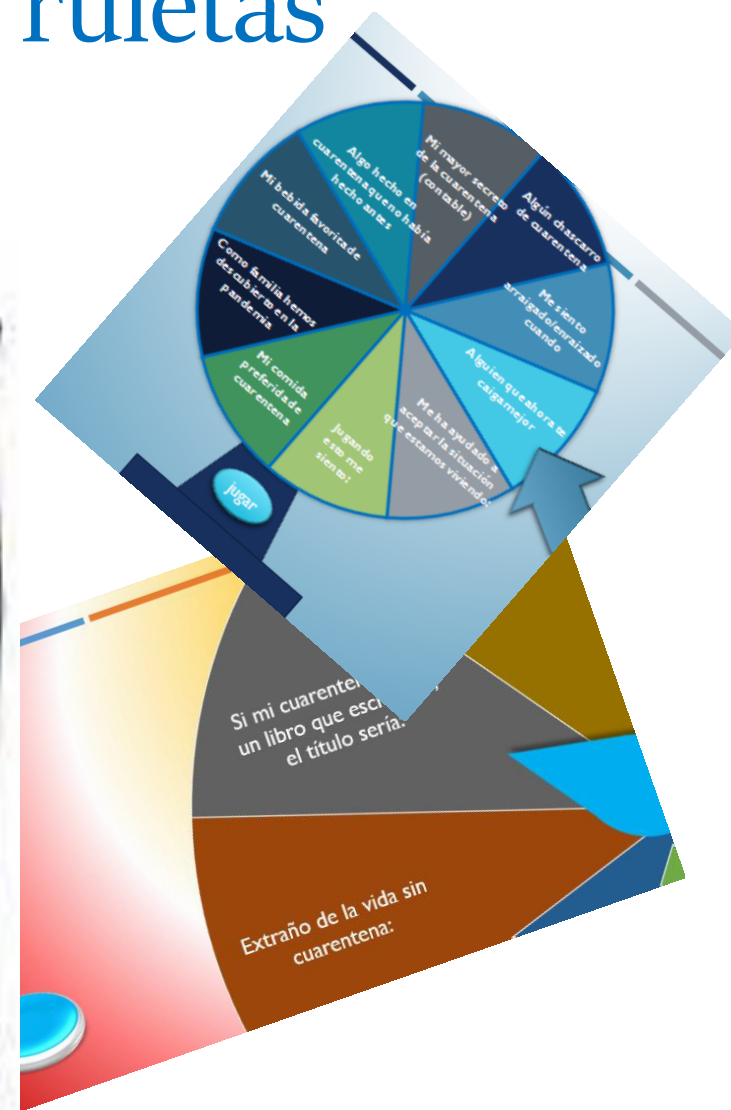 ruletas
Mi mayor secreto
de la cuarentena
(contable)
Algún chascarro
de cuarentena
Me siento
arraigado/enraizado
cuando
Alguien que ahora te
caiga mejor
Me ha ayudado a
aceptar la situación
que estamos viviendo:
Jugando
esto me
siento:
Mi comida
preferida de
cuarentena
Como familia hemos
descubierto en la
pandemia
Mi bebida favorita de
cuarentena
Algo hecho en
cuarentena que no había
hecho antes
jugar
Si mi
un libro que
el título sería:
Extraño de la vida sin
cuarentena: